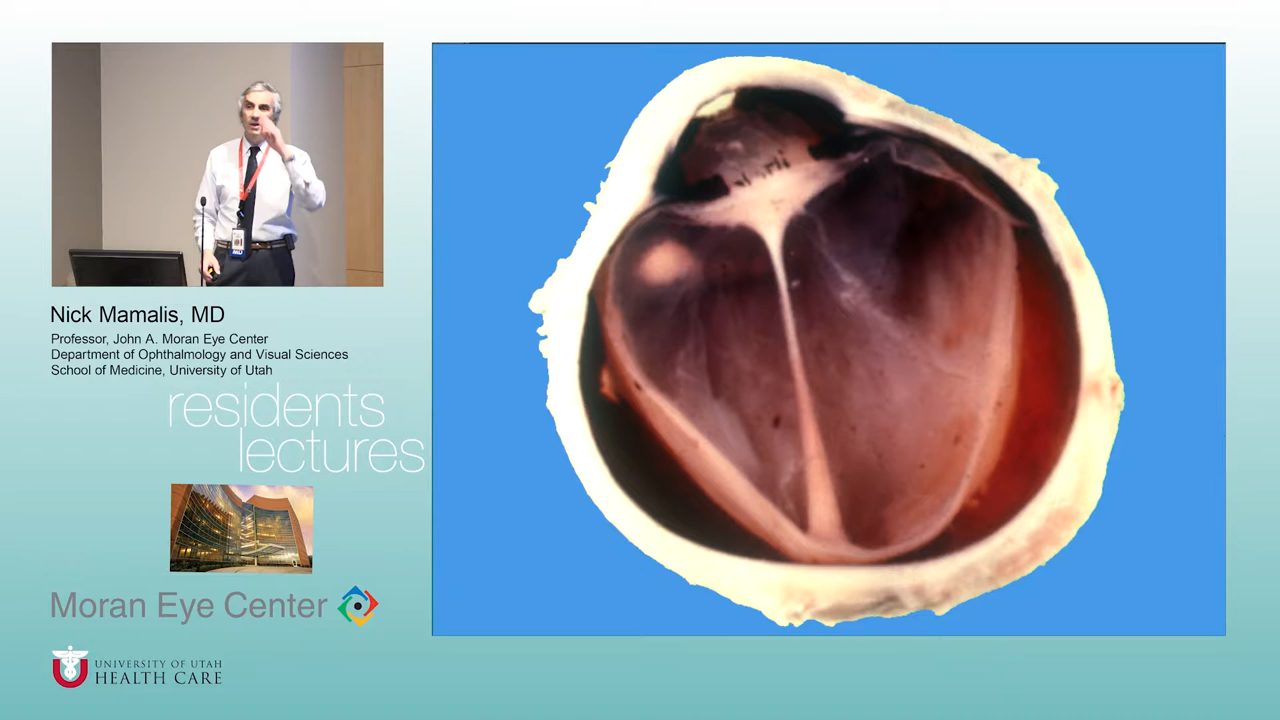 Nick Mamalis, MD
Professor, John A. Moran Eye Center
Department of Ophthalmology and Visual Sciences
School of Medicine, University of Utah
residents
lectures
Moran Eye Center
UNIVERSITY OF UTAH
HEALTH CARE
MD